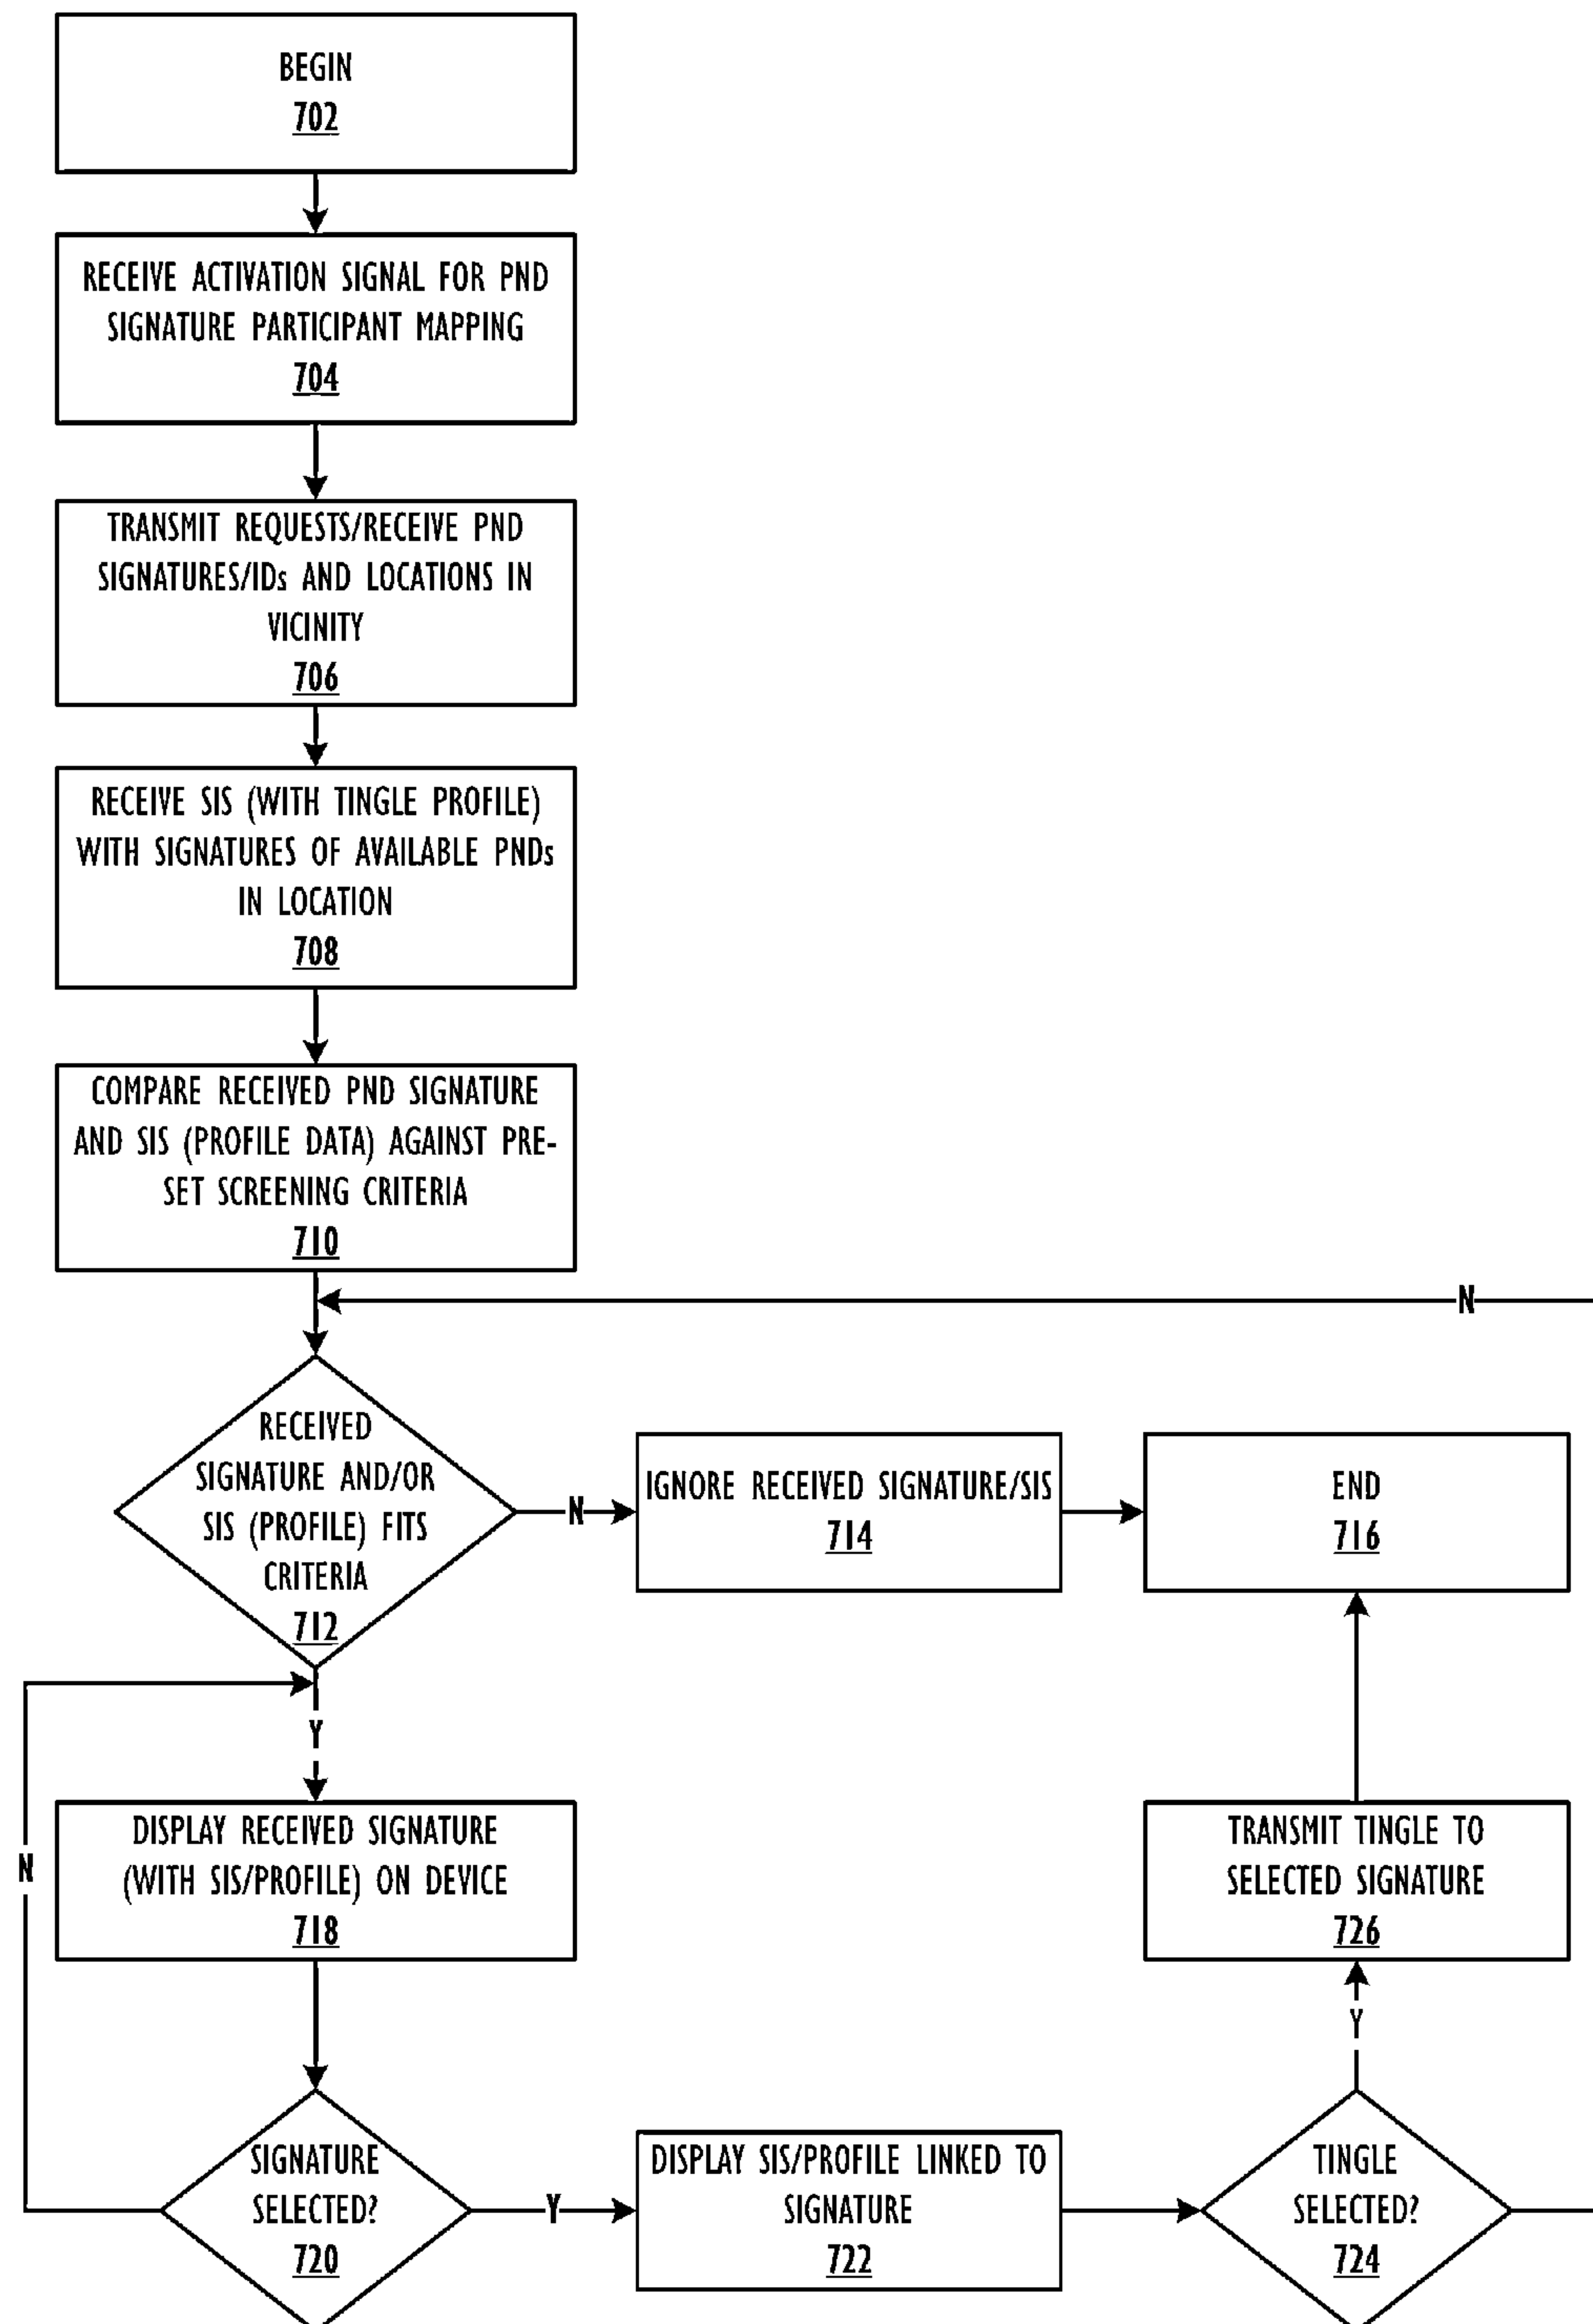 BEGIN
702
RECEIVE ACTIVATION SIGNAL FOR PND
SIGNATURE PARTICIPANT MAPPING
704
TRANSMIT REQUESTS/RECEIVE PND
SIGNATURES/IDs AND LOCATIONS IN
VICINITY
706
RECEIVE SIS (WITH TINGLE PROFILE)
WITH SIGNATURES OF AVAILABLE PNDs
IN LOCATION
708
COMPARE RECEIVED PND SIGNATURE
AND SIS (PROFILE DATA) AGAINST PRE-
SET SCREENING CRITERIA
710
N
RECEIVED
SIGNATURE AND/OR
SIS (PROFILE) FITS
CRITERIA
712
N
IGNORE RECEIVED SIGNATURE/SIS
714
END
716
Y
DISPLAY RECEIVED SIGNATURE
(WITH SIS/PROFILE) ON DEVICE
718
N
TRANSMIT TINGLE TO
SELECTED SIGNATURE
726
Y
SIGNATURE
SELECTED?
720
Y
DISPLAY SIS/PROFILE LINKED TO
SIGNATURE
722
TINGLE
SELECTED?
724